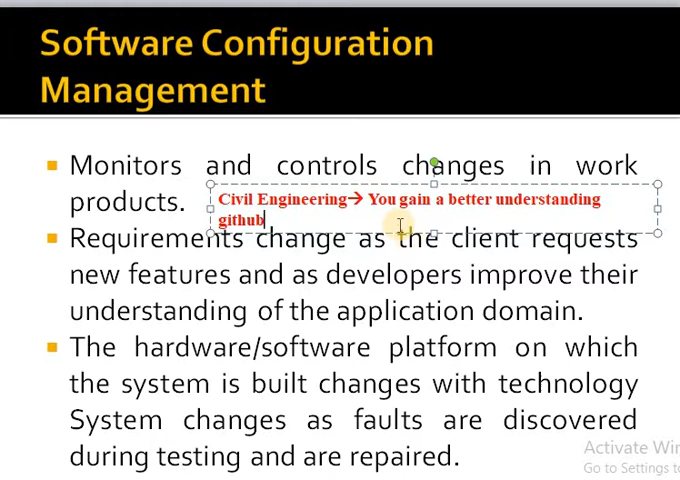 Software Configuration
Management
Monitors and controls changes in work
products.
Civil Engineering→ You gain a better understanding
github
Requirements change as the client requests
new features and as developers improve their
understanding of the application domain.
The hardware/software platform on which
the system is built changes with technology
System changes as faults are discovered
during testing and are repaired.
Activate Win
Go to Settings to